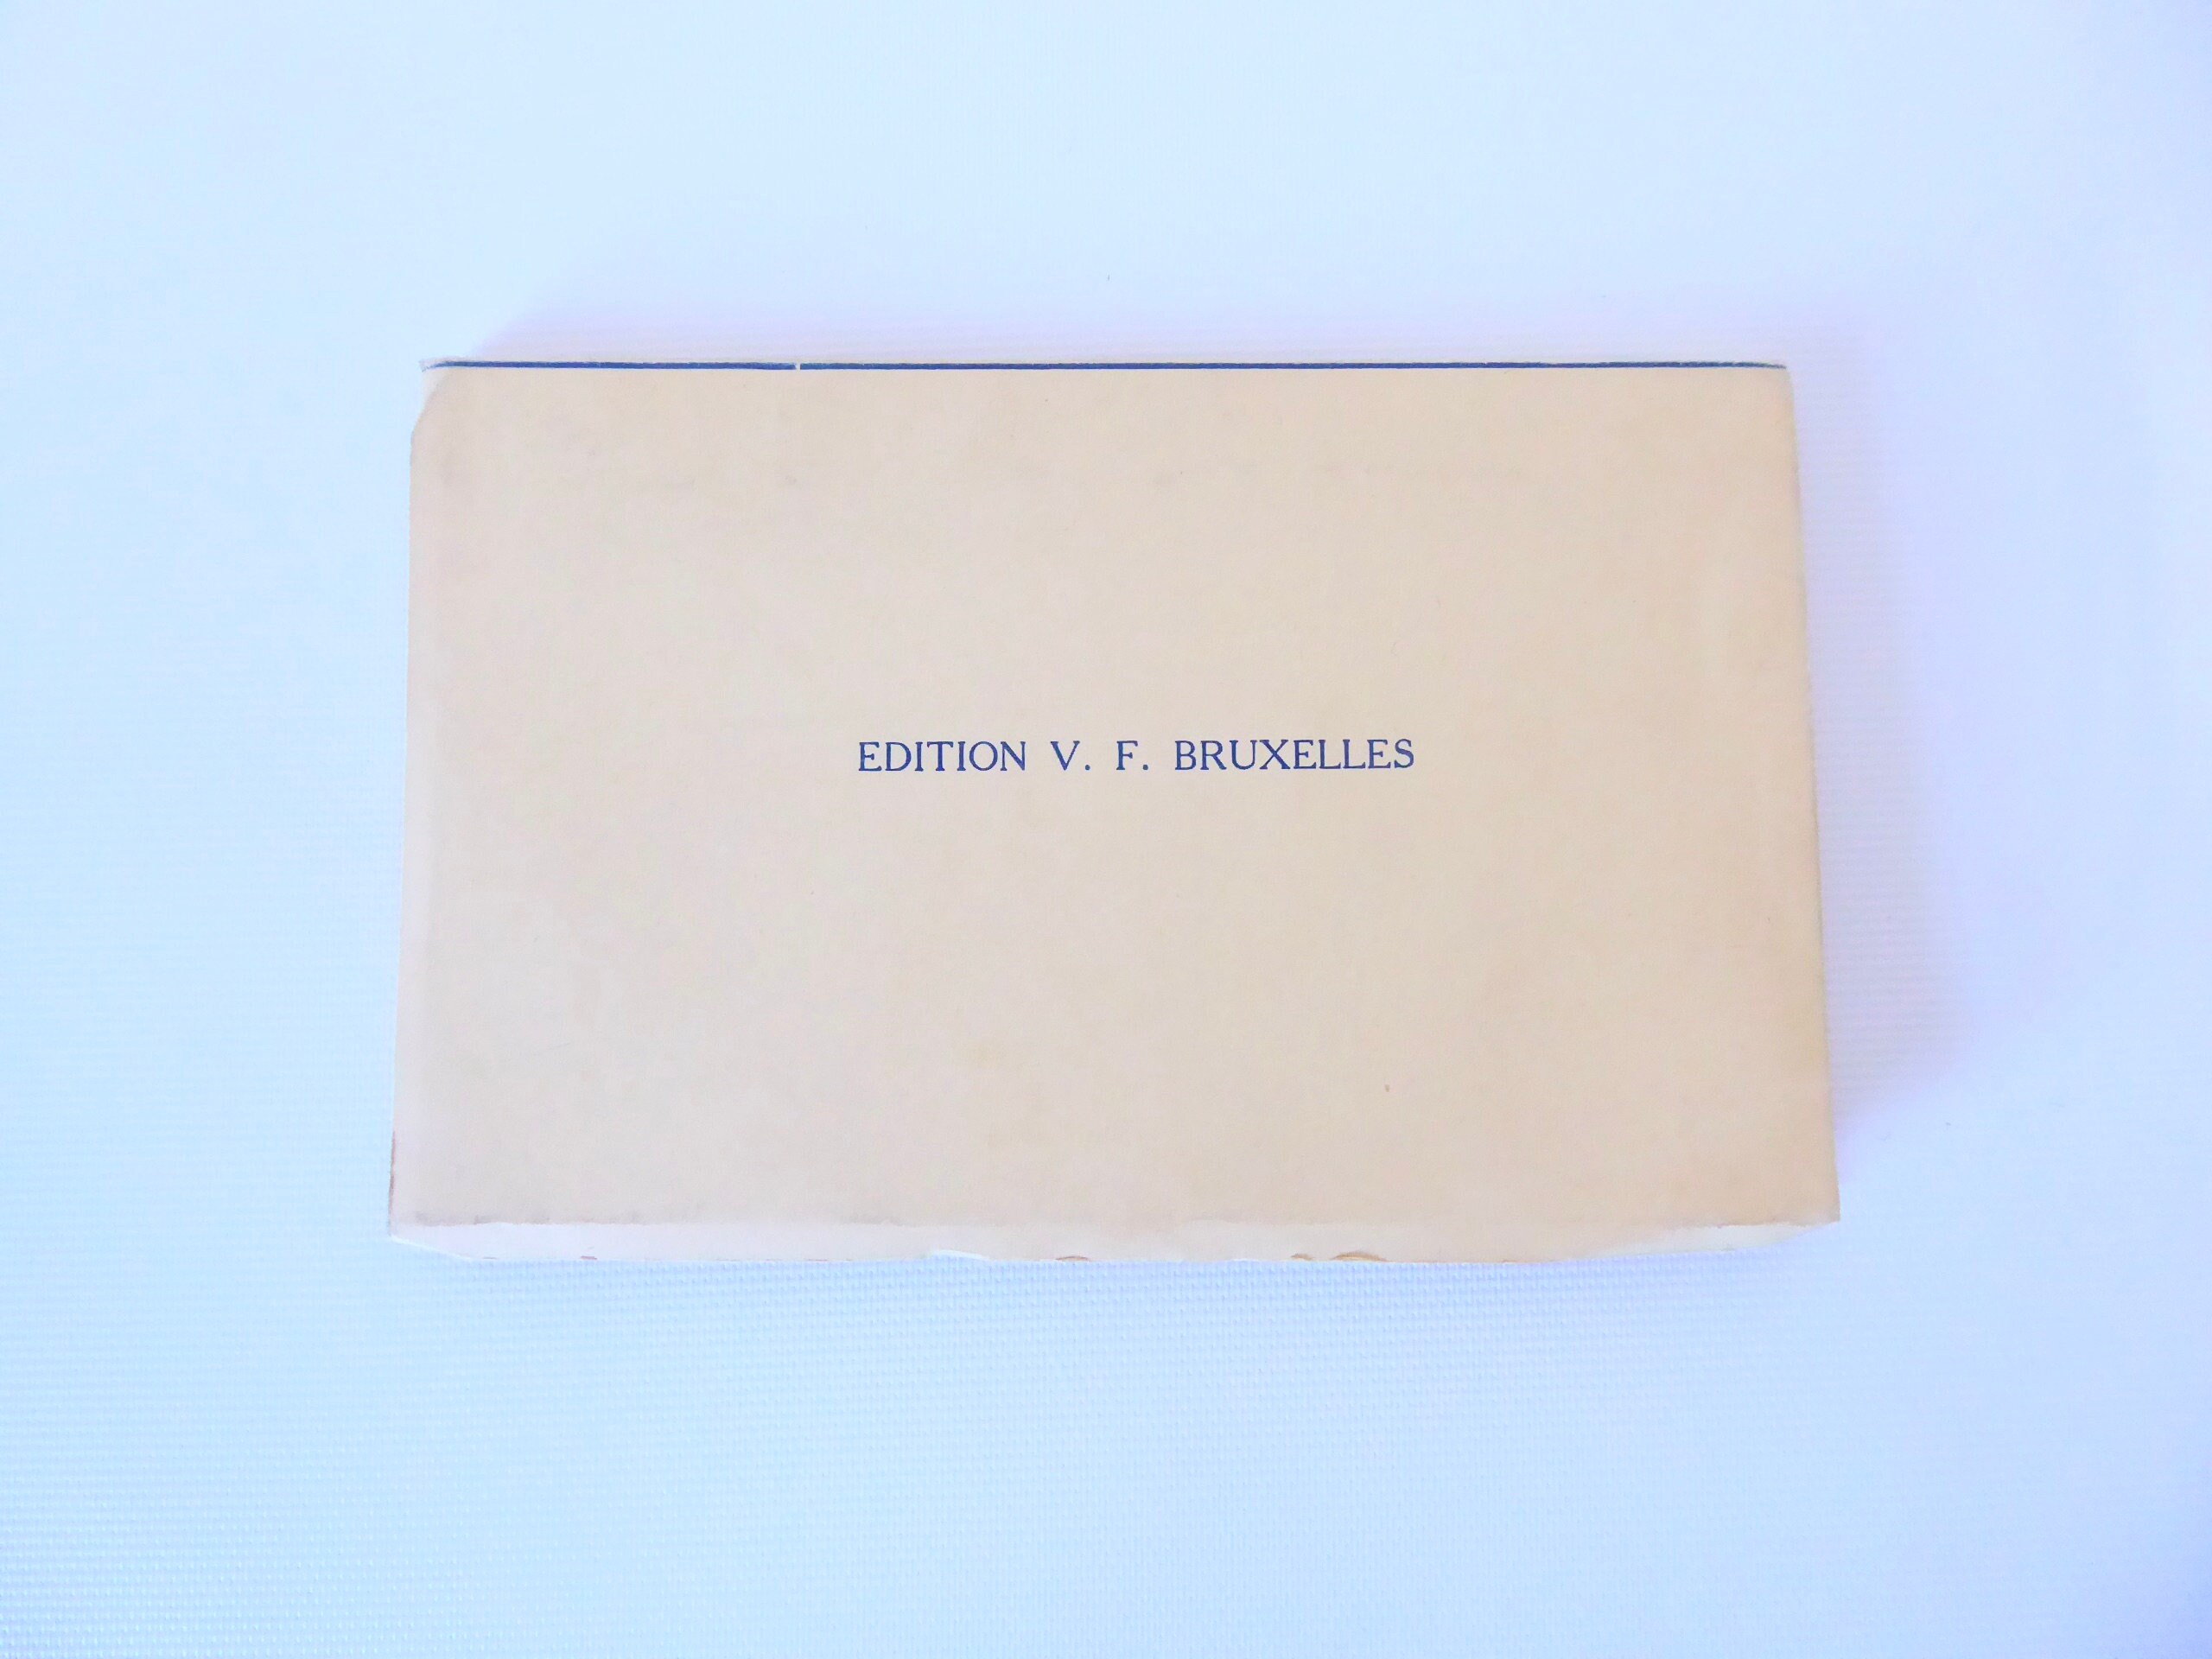 EDITION V. F. BRUXELLES